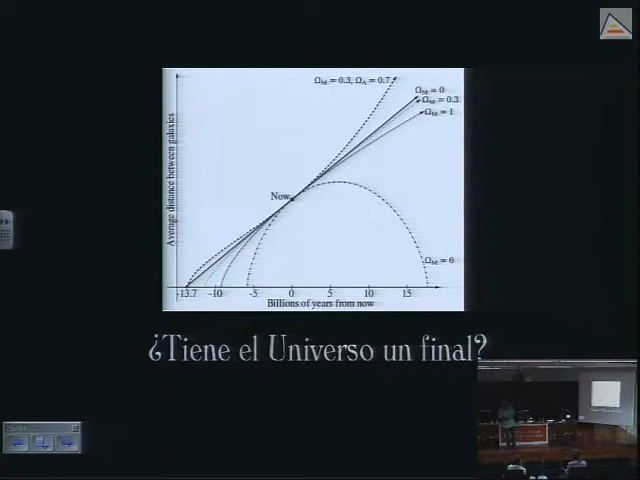 Ω_M = 0.3, Ω_Λ = 0.7
Ω_M = 0
Ω_M = 0.3
Ω_M = 1
Average distance between galaxies
Now
Ω_M = 6
-13.7 -10 -5 0 5 10 15
Billions of years from now
¿Tiene el Universo un final?